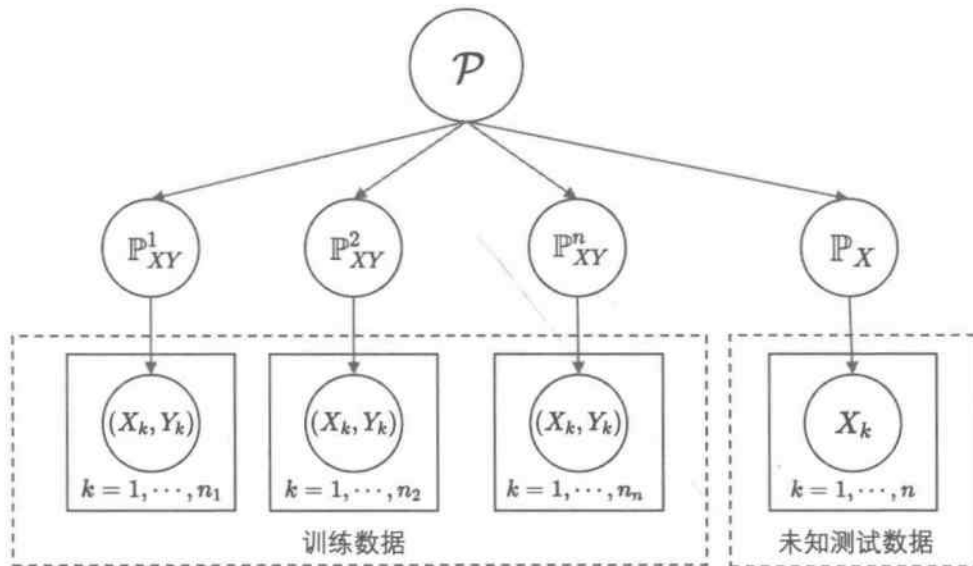 𝒫
ℙ¹_XY ℙ²_XY ℙⁿ_XY ℙ_X
(X_k, Y_k) (X_k, Y_k) (X_k, Y_k) X_k
k = 1, ⋯, n₁ k = 1, ⋯, n₂ k = 1, ⋯, nₙ k = 1, ⋯, n
训练数据 未知测试数据